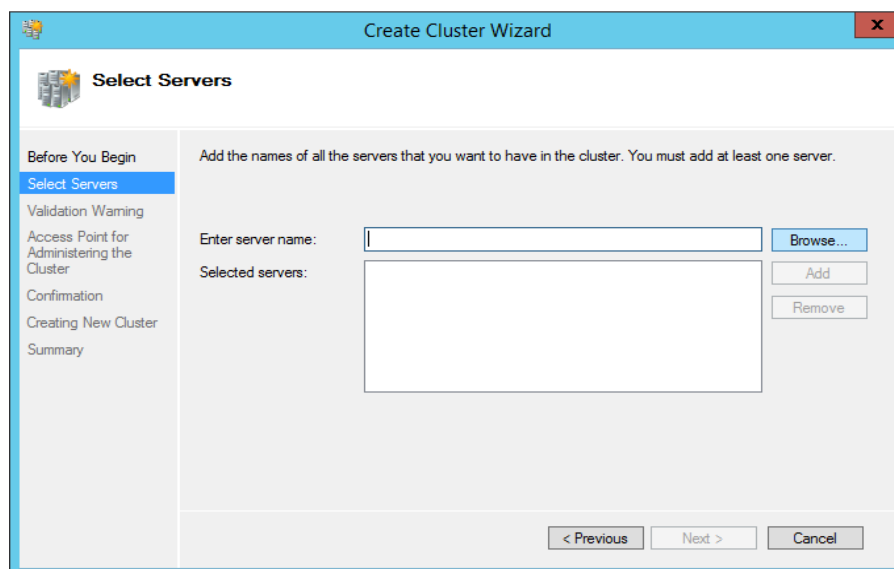 Create Cluster Wizard
x
Select Servers
Before You Begin
Select Servers
Validation Warning
Access Point for
Administering the
Cluster
Confirmation
Creating New Cluster
Summary
Add the names of all the servers that you want to have in the cluster. You must add at least one server.
Enter server name:
Browse...
Selected servers:
Add
Remove
< Previous
Next >
Cancel